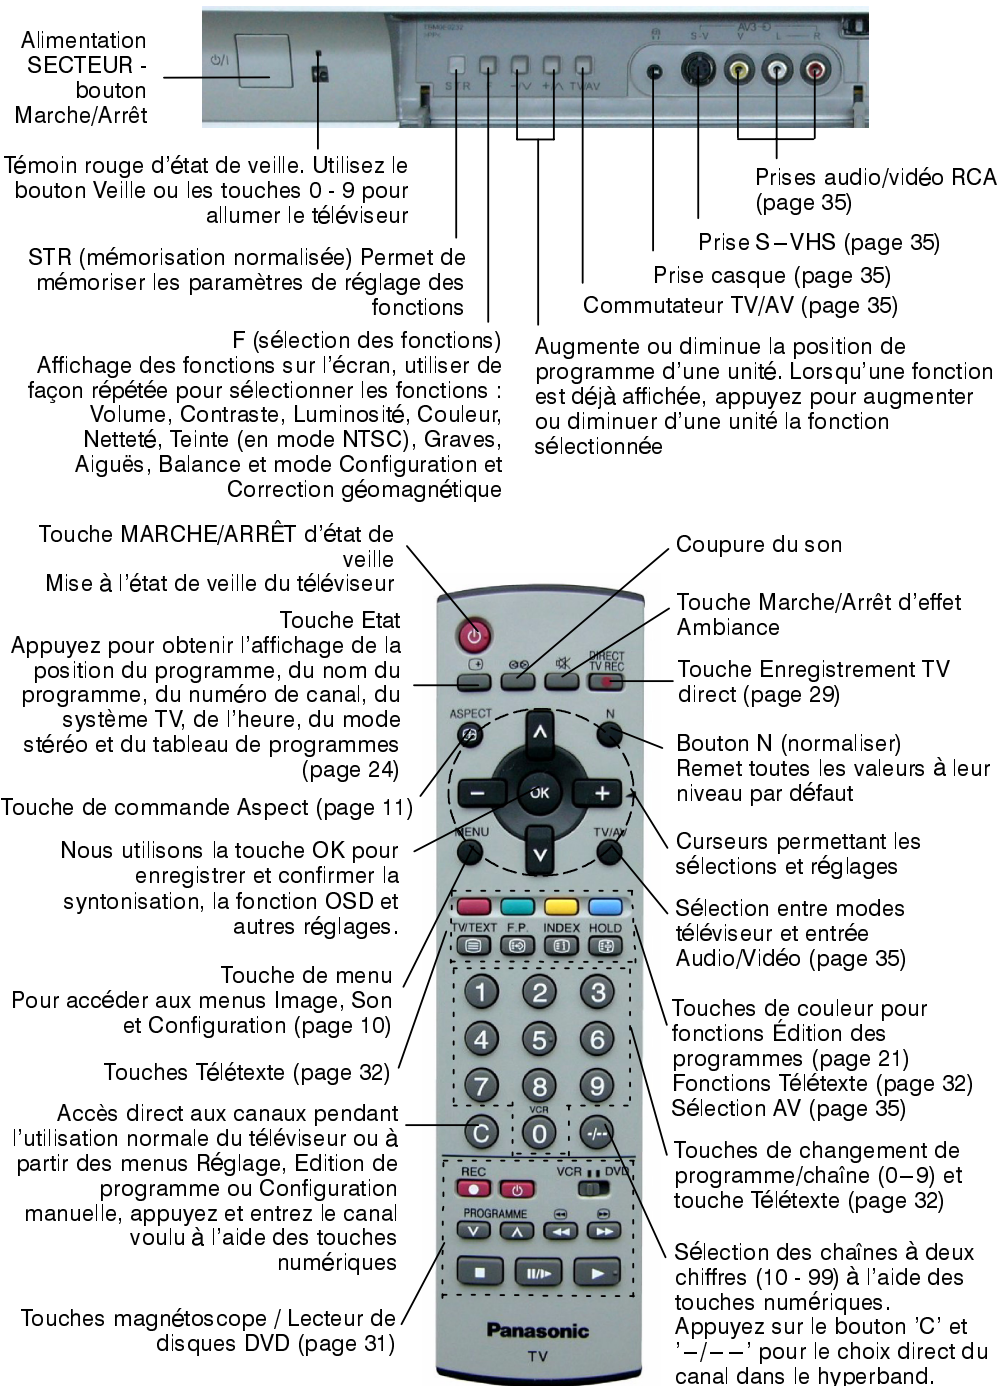 Alimentation
SECTEUR -
bouton
Marche/Arrêt
STR
F
-/∨
+/∧
TV/AV
S-V
AV3
V
L
R
Témoin rouge d'état de veille. Utilisez le
bouton Veille ou les touches 0 - 9 pour
allumer le téléviseur
Prises audio/vidéo RCA
(page 35)
Prise S–VHS (page 35)
Prise casque (page 35)
Commutateur TV/AV (page 35)
STR (mémorisation normalisée) Permet de
mémoriser les paramètres de réglage des
fonctions
F (sélection des fonctions)
Affichage des fonctions sur l'écran, utiliser de
façon répétée pour sélectionner les fonctions :
Volume, Contraste, Luminosité, Couleur,
Netteté, Teinte (en mode NTSC), Graves,
Aiguës, Balance et mode Configuration et
Correction géomagnétique
Augmente ou diminue la position de
programme d'une unité. Lorsqu'une fonction
est déjà affichée, appuyez pour augmenter
ou diminuer d'une unité la fonction
sélectionnée
Touche MARCHE/ARRÊT d'état de
veille
Mise à l'état de veille du téléviseur
Touche Etat
Appuyez pour obtenir l'affichage de la
position du programme, du nom du
programme, du numéro de canal, du
système TV, de l'heure, du mode
stéréo et du tableau de programmes
(page 24)
Touche de commande Aspect (page 11)
Nous utilisons la touche OK pour
enregistrer et confirmer la
syntonisation, la fonction OSD et
autres réglages.
Touche de menu
Pour accéder aux menus Image, Son
et Configuration (page 10)
Touches Télétexte (page 32)
Accès direct aux canaux pendant
l'utilisation normale du téléviseur ou à
partir des menus Réglage, Edition de
programme ou Configuration
manuelle, appuyez et entrez le canal
voulu à l'aide des touches
numériques
Touches magnétoscope / Lecteur de
disques DVD (page 31)
DIRECT
TV REC
ASPECT
N
OK
MENU
TV/AV
TV/TEXT F.P. INDEX HOLD
1 2 3
4 5 6
7 8 9
VCR
C 0 -/--
REC
VCR DVD
PROGRAMME
Panasonic
TV
Coupure du son
Touche Marche/Arrêt d'effet
Ambiance
Touche Enregistrement TV
direct (page 29)
Bouton N (normaliser)
Remet toutes les valeurs à leur
niveau par défaut
Curseurs permettant les
sélections et réglages
Sélection entre modes
téléviseur et entrée
Audio/Vidéo (page 35)
Touches de couleur pour
fonctions Édition des
programmes (page 21)
Fonctions Télétexte (page 32)
Sélection AV (page 35)
Touches de changement de
programme/chaîne (0–9) et
touche Télétexte (page 32)
Sélection des chaînes à deux
chiffres (10 - 99) à l'aide des
touches numériques.
Appuyez sur le bouton 'C' et
'–/––' pour le choix direct du
canal dans le hyperband.